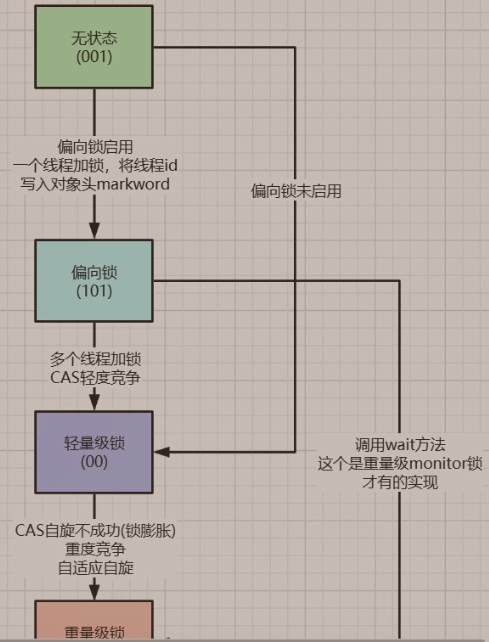 无状态
(001)
偏向锁启用
一个线程加锁，将线程id
写入对象头markword
偏向锁未启用
偏向锁
(101)
多个线程加锁
CAS轻度竞争
轻量级锁
(00)
调用wait方法
这个是重量级monitor锁
才有的实现
CAS自旋不成功(锁膨胀)
重度竞争
自适应自旋
重量级锁